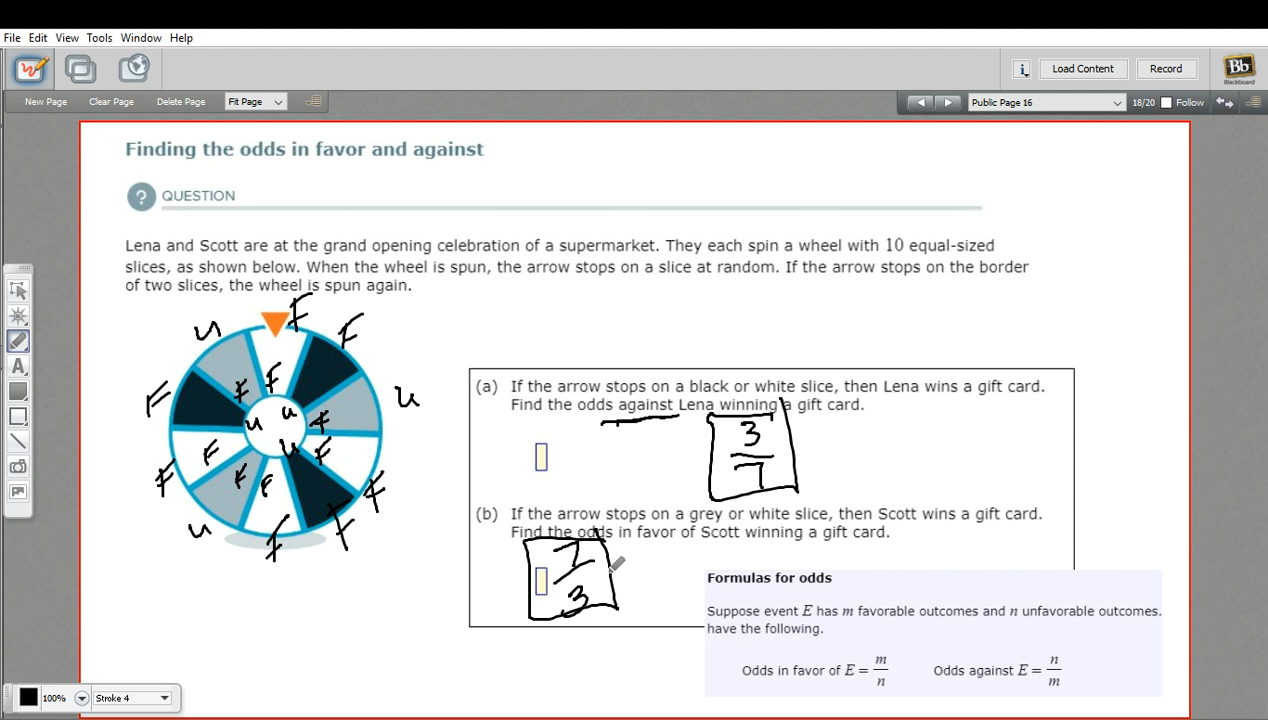 File Edit View Tools Window Help
Load Content
Record
Bb
Blackboard
New Page Clear Page Delete Page Fit Page
Public Page 16
18/20
Follow
Finding the odds in favor and against
? QUESTION
Lena and Scott are at the grand opening celebration of a supermarket. They each spin a wheel with 10 equal-sized
slices, as shown below. When the wheel is spun, the arrow stops on a slice at random. If the arrow stops on the border
of two slices, the wheel is spun again.
u F F
F u
F F
u F F
F F
u u F
F u F
F F
(a) If the arrow stops on a black or white slice, then Lena wins a gift card.
Find the odds against Lena winning a gift card.
3
7
(b) If the arrow stops on a grey or white slice, then Scott wins a gift card.
Find the odds in favor of Scott winning a gift card.
7
3
Formulas for odds
Suppose event E has m favorable outcomes and n unfavorable outcomes.
have the following.
Odds in favor of E = m/n Odds against E = n/m
100% Stroke 4